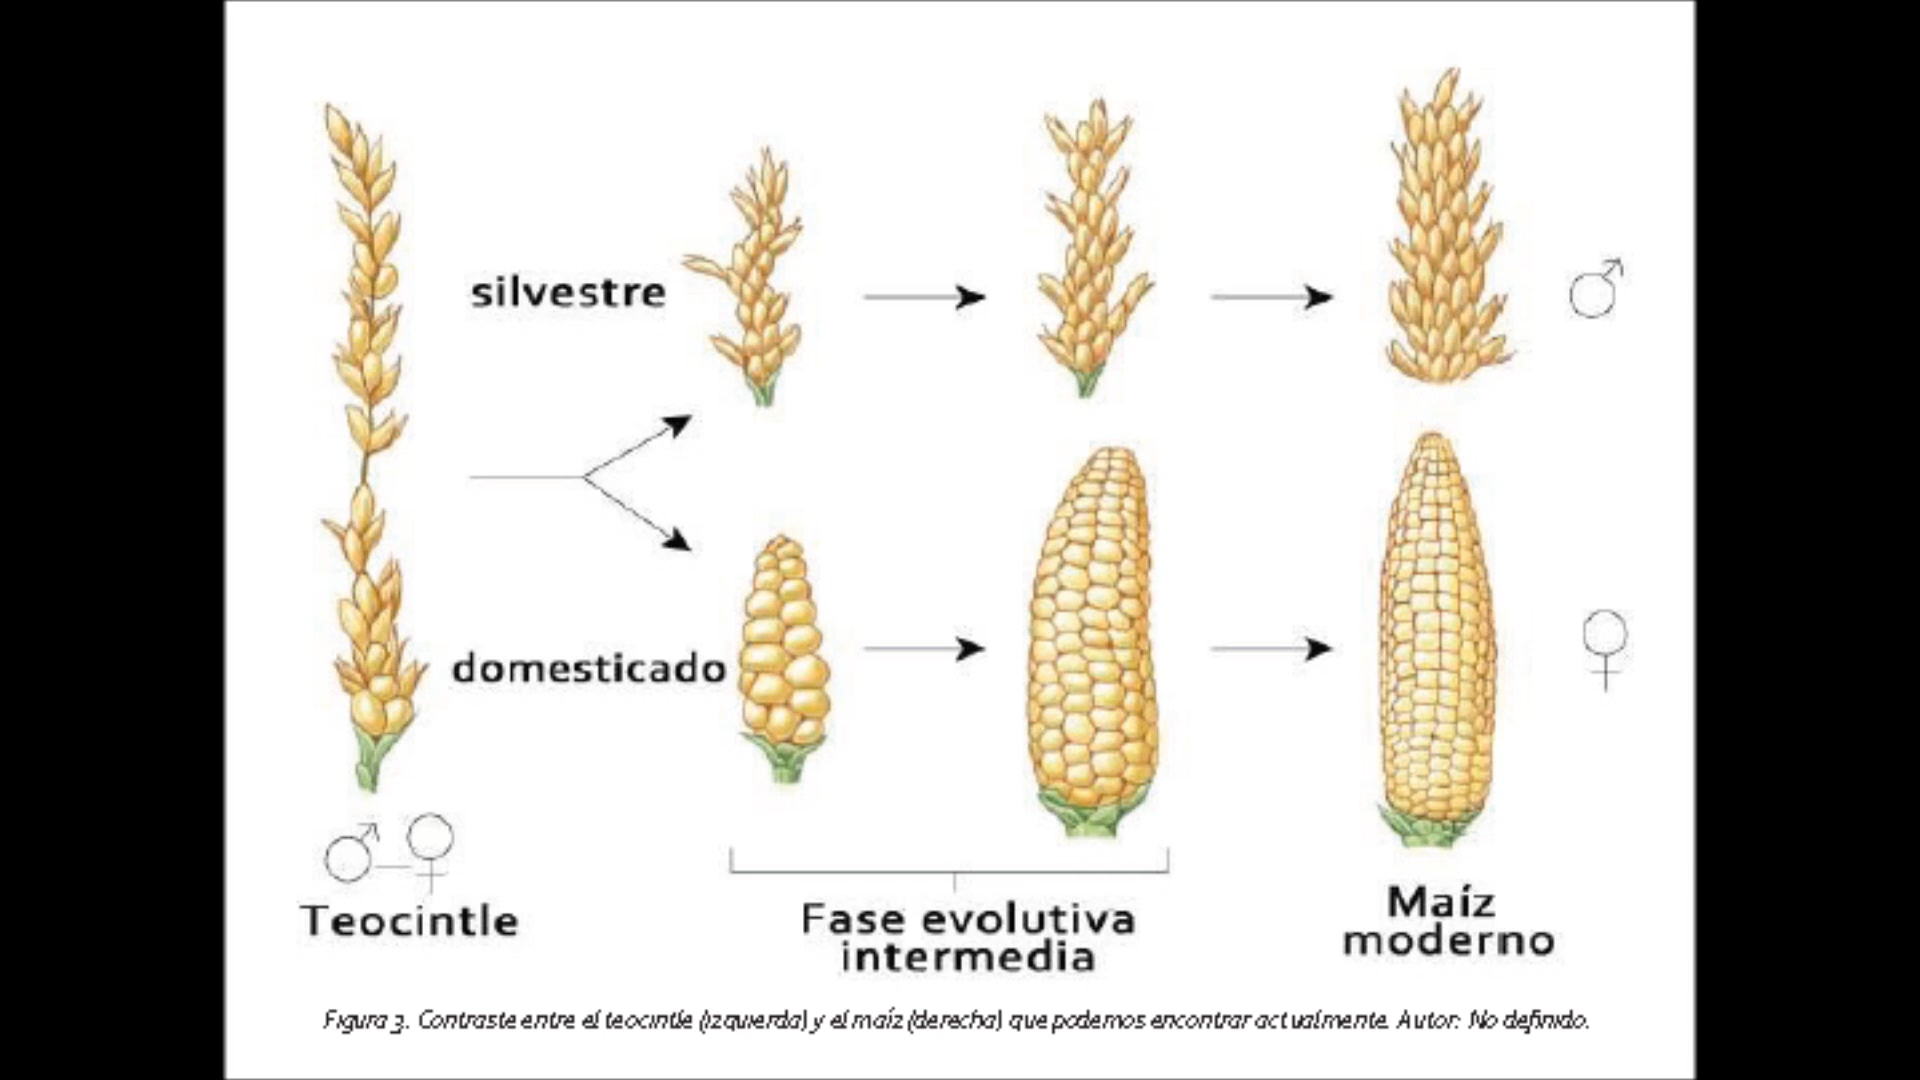 silvestre
domesticado
Teocintle
Fase evolutiva
intermedia
Maíz
moderno
Figura 3. Contraste entre el teocintle (izquierda) y el maíz (derecha) que podemos encontrar actualmente. Autor: No definido.